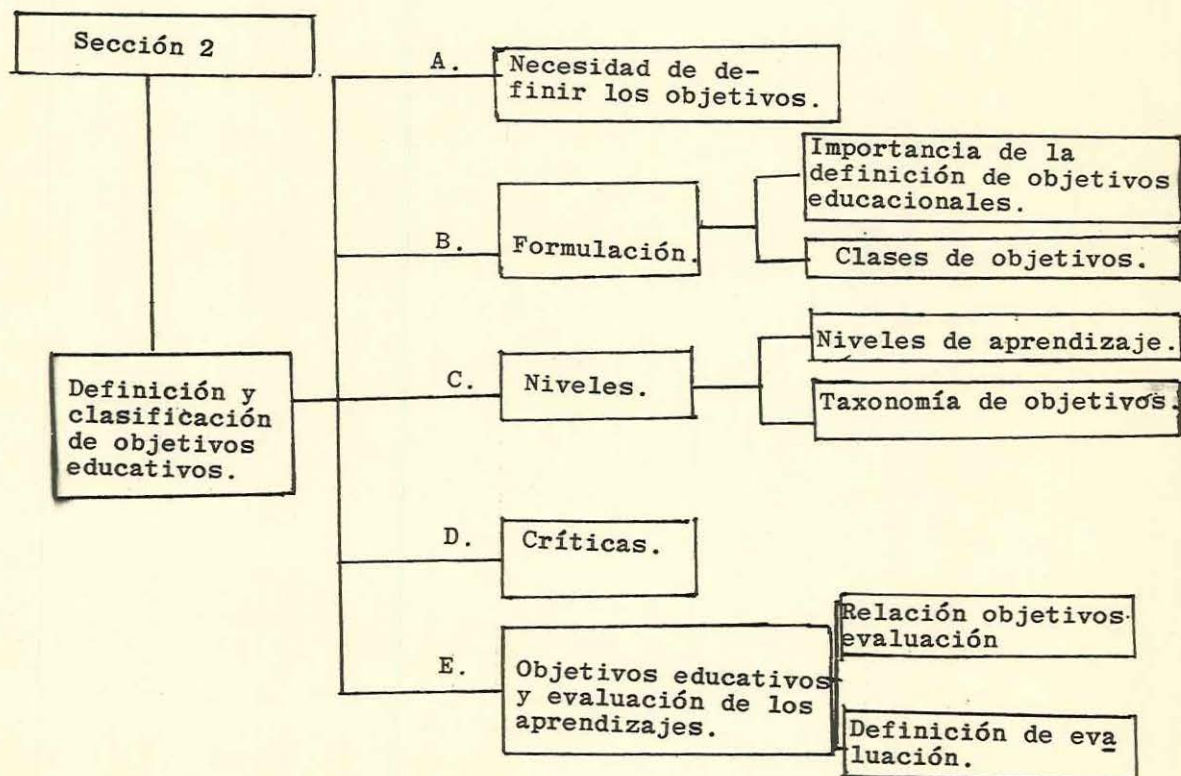 Sección 2
Definición y
clasificación
de objetivos
educativos.
A.
Necesidad de de-
finir los objetivos.
B.
Formulación.
Importancia de la
definición de objetivos
educacionales.
Clases de objetivos.
C.
Niveles.
Niveles de aprendizaje.
Taxonomía de objetivos.
D.
Críticas.
E.
Objetivos educativos
y evaluación de los
aprendizajes.
Relación objetivos-
evaluación
Definición de eva
luación.